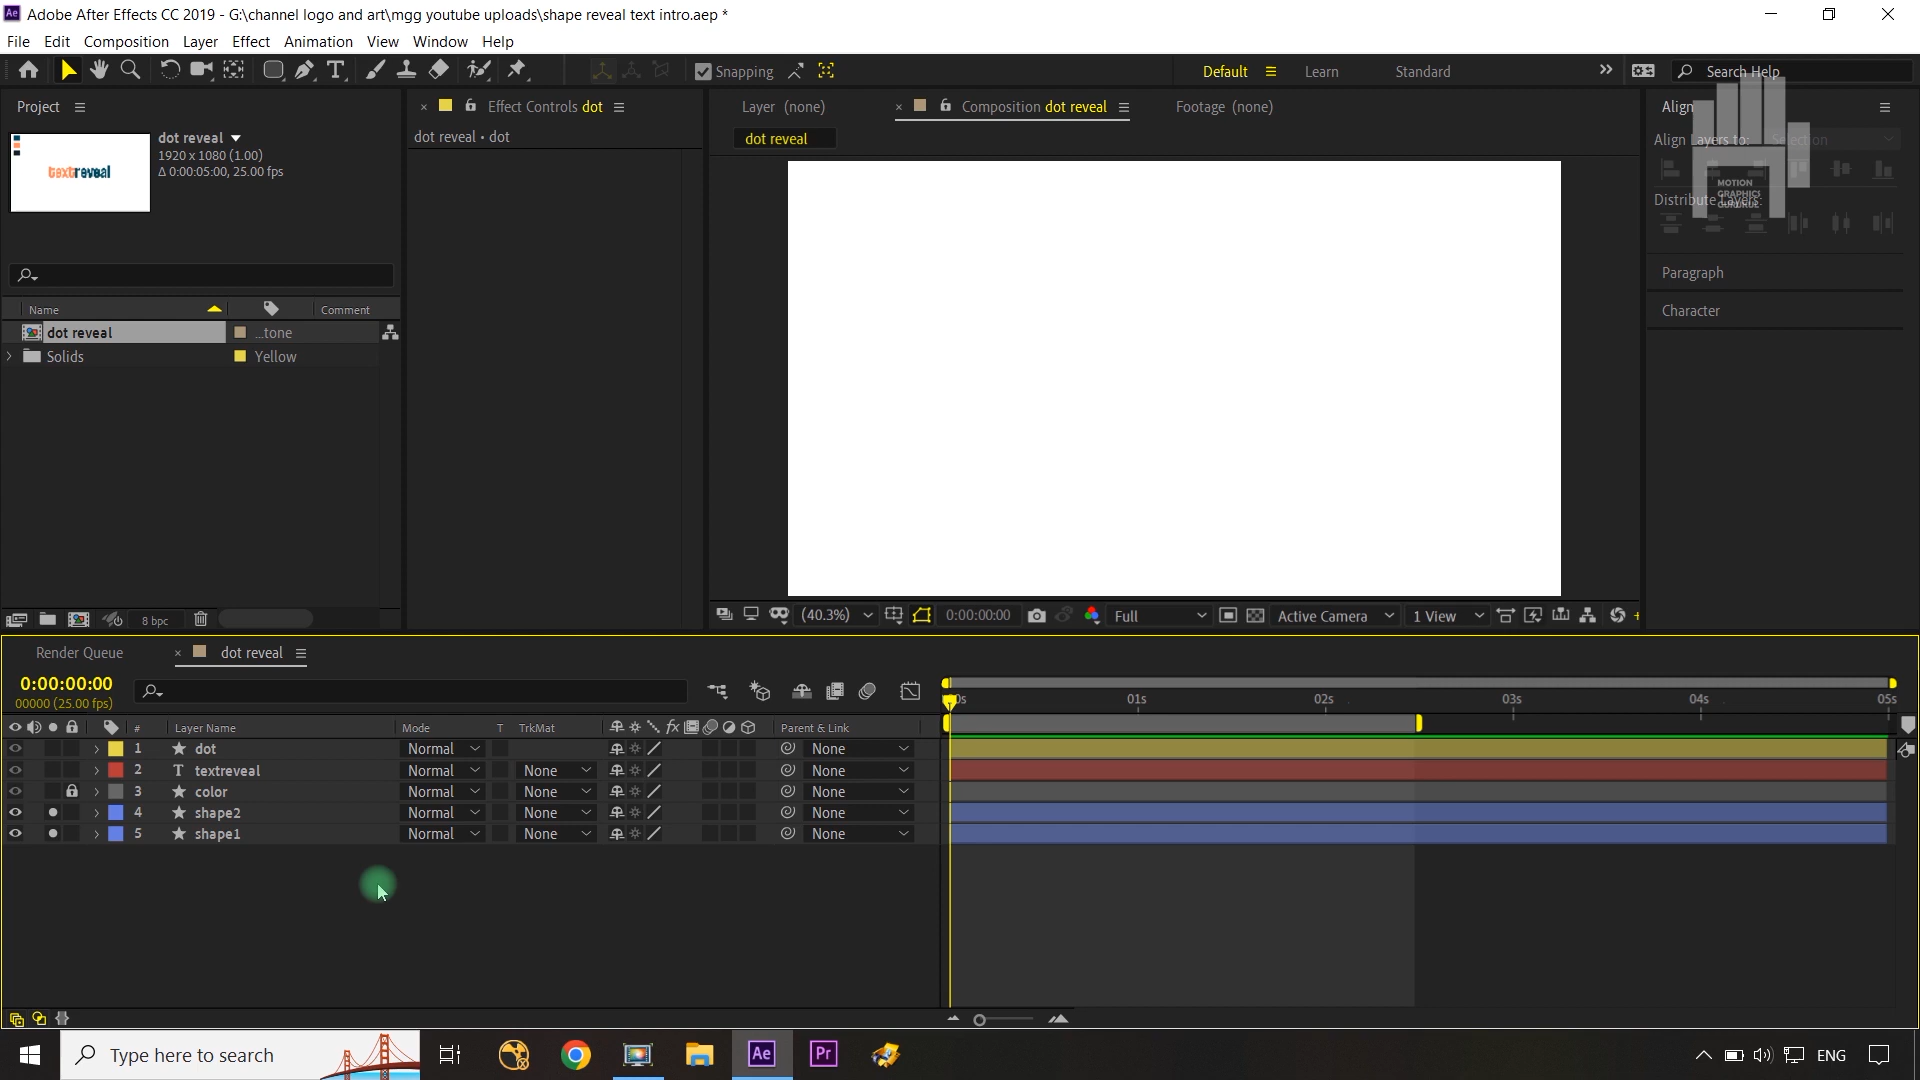 Adobe After Effects CC 2019 - G:\channel logo and art\mgg youtube uploads\shape reveal text intro.aep *
File Edit Composition Layer Effect Animation View Window Help
Snapping Default Learn Standard Search Help
Project Effect Controls dot Layer (none) Composition dot reveal Footage (none) Align
dot reveal
1920 x 1080 (1.00)
Δ 0:00:05:00, 25.00 fps
textreveal
dot reveal • dot
dot reveal
Align Layers to: Selection
MOTION
GRAPHICS
Distribute Layers:
Paragraph
Character
Name Comment
dot reveal ...tone
Solids Yellow
8 bpc
(40.3%) 0:00:00:00 Full Active Camera 1 View
Render Queue dot reveal
0:00:00:00
00000 (25.00 fps)
00s 01s 02s 03s 04s 05s
# Layer Name Mode T TrkMat fx Parent & Link
1 dot Normal None
2 T textreveal Normal None None
3 color Normal None None
4 shape2 Normal None None
5 shape1 Normal None None
Type here to search Ae Pr ENG